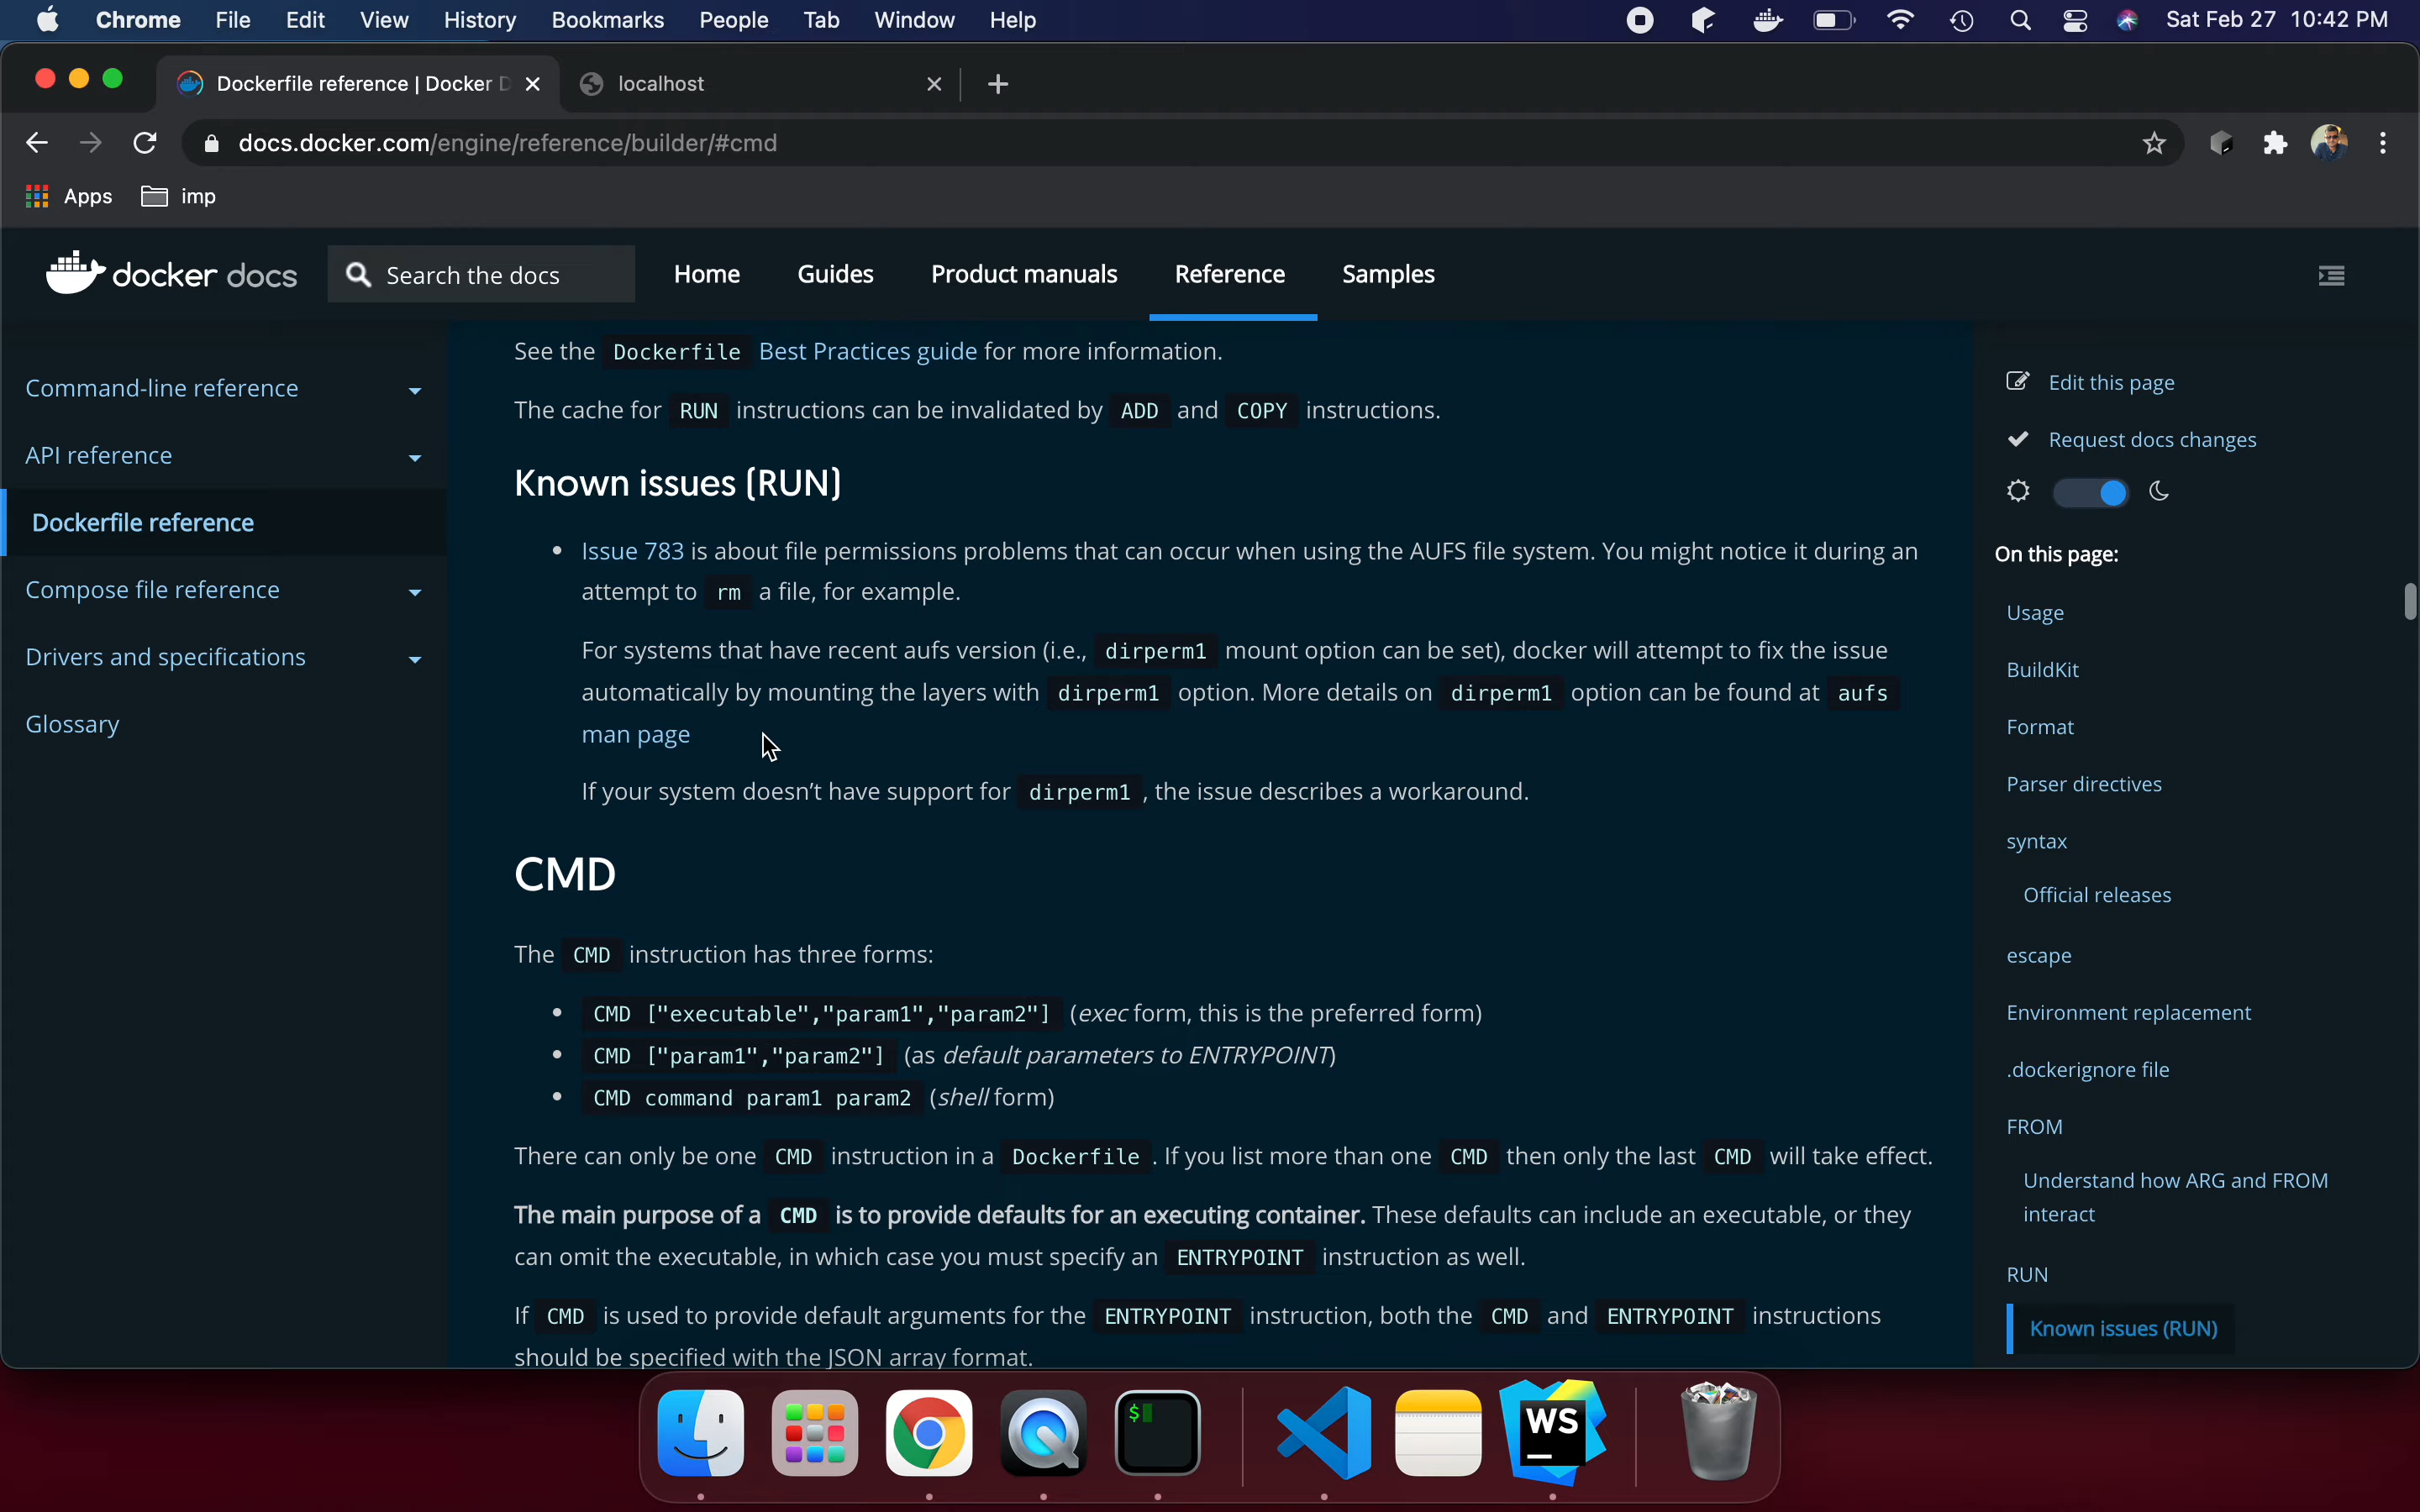 Chrome File Edit View History Bookmarks People Tab Window Help Sat Feb 27 10:42 PM
Dockerfile reference | Docker D localhost
docs.docker.com/engine/reference/builder/#cmd
Apps imp
docker docs Search the docs Home Guides Product manuals Reference Samples
Command-line reference
API reference
Dockerfile reference
Compose file reference
Drivers and specifications
Glossary
See the Dockerfile Best Practices guide for more information.
The cache for RUN instructions can be invalidated by ADD and COPY instructions.
Known issues (RUN)
• Issue 783 is about file permissions problems that can occur when using the AUFS file system. You might notice it during an
attempt to rm a file, for example.
For systems that have recent aufs version (i.e., dirperm1 mount option can be set), docker will attempt to fix the issue
automatically by mounting the layers with dirperm1 option. More details on dirperm1 option can be found at aufs
man page
If your system doesn't have support for dirperm1 , the issue describes a workaround.
CMD
The CMD instruction has three forms:
• CMD ["executable","param1","param2"] (exec form, this is the preferred form)
• CMD ["param1","param2"] (as default parameters to ENTRYPOINT)
• CMD command param1 param2 (shell form)
There can only be one CMD instruction in a Dockerfile . If you list more than one CMD then only the last CMD will take effect.
The main purpose of a CMD is to provide defaults for an executing container. These defaults can include an executable, or they
can omit the executable, in which case you must specify an ENTRYPOINT instruction as well.
If CMD is used to provide default arguments for the ENTRYPOINT instruction, both the CMD and ENTRYPOINT instructions
should be specified with the JSON array format.
Edit this page
Request docs changes
On this page:
Usage
BuildKit
Format
Parser directives
syntax
Official releases
escape
Environment replacement
.dockerignore file
FROM
Understand how ARG and FROM
interact
RUN
Known issues (RUN)
$
WS